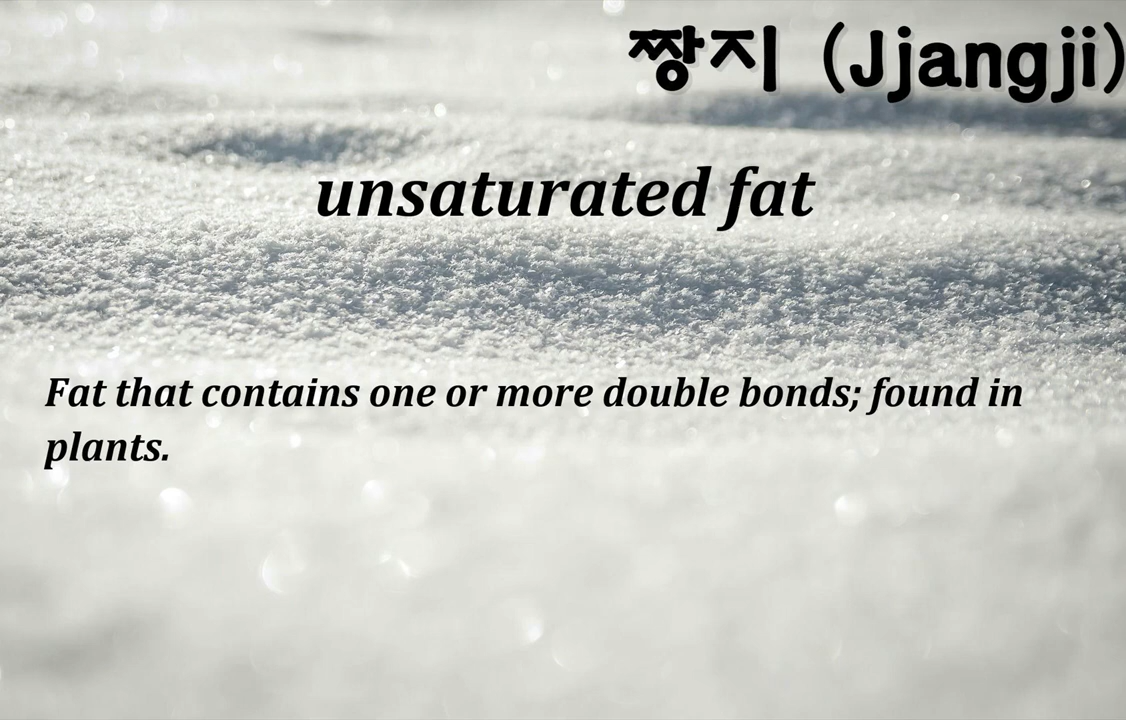 짱지 (Jjangji)
unsaturated fat
Fat that contains one or more double bonds; found in
plants.